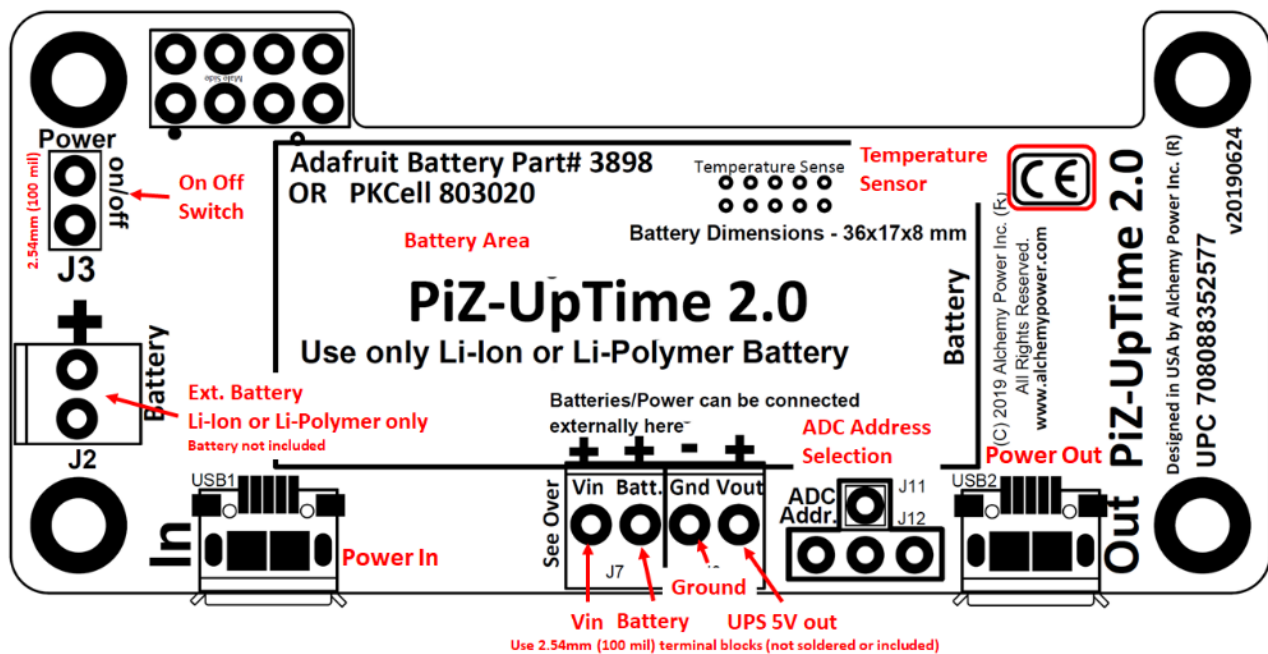 Male Side
Power
on/off
2.54mm (100 mil)
On Off
Switch
J3
Adafruit Battery Part# 3898
OR PKCell 803020
Temperature Sense
Temperature
Sensor
Battery Area
Battery Dimensions - 36x17x8 mm
PiZ-UpTime 2.0
Use only Li-Ion or Li-Polymer Battery
Battery
CE
(C) 2019 Alchemy Power Inc. (R)
All Rights Reserved.
www.alchemypower.com
Out PiZ-UpTime 2.0
Designed in USA by Alchemy Power Inc. (R)
UPC 708088352577
v20190624
+
Battery
J2
Ext. Battery
Li-Ion or Li-Polymer only
Battery not included
Batteries/Power can be connected
externally here
+ + - +
ADC Address
Selection
Power Out
USB1
In
Power In
See Over
Vin Batt. Gnd Vout
J7
ADC
Addr.
J11
J12
USB2
Ground
Vin Battery UPS 5V out
Use 2.54mm (100 mil) terminal blocks (not soldered or included)